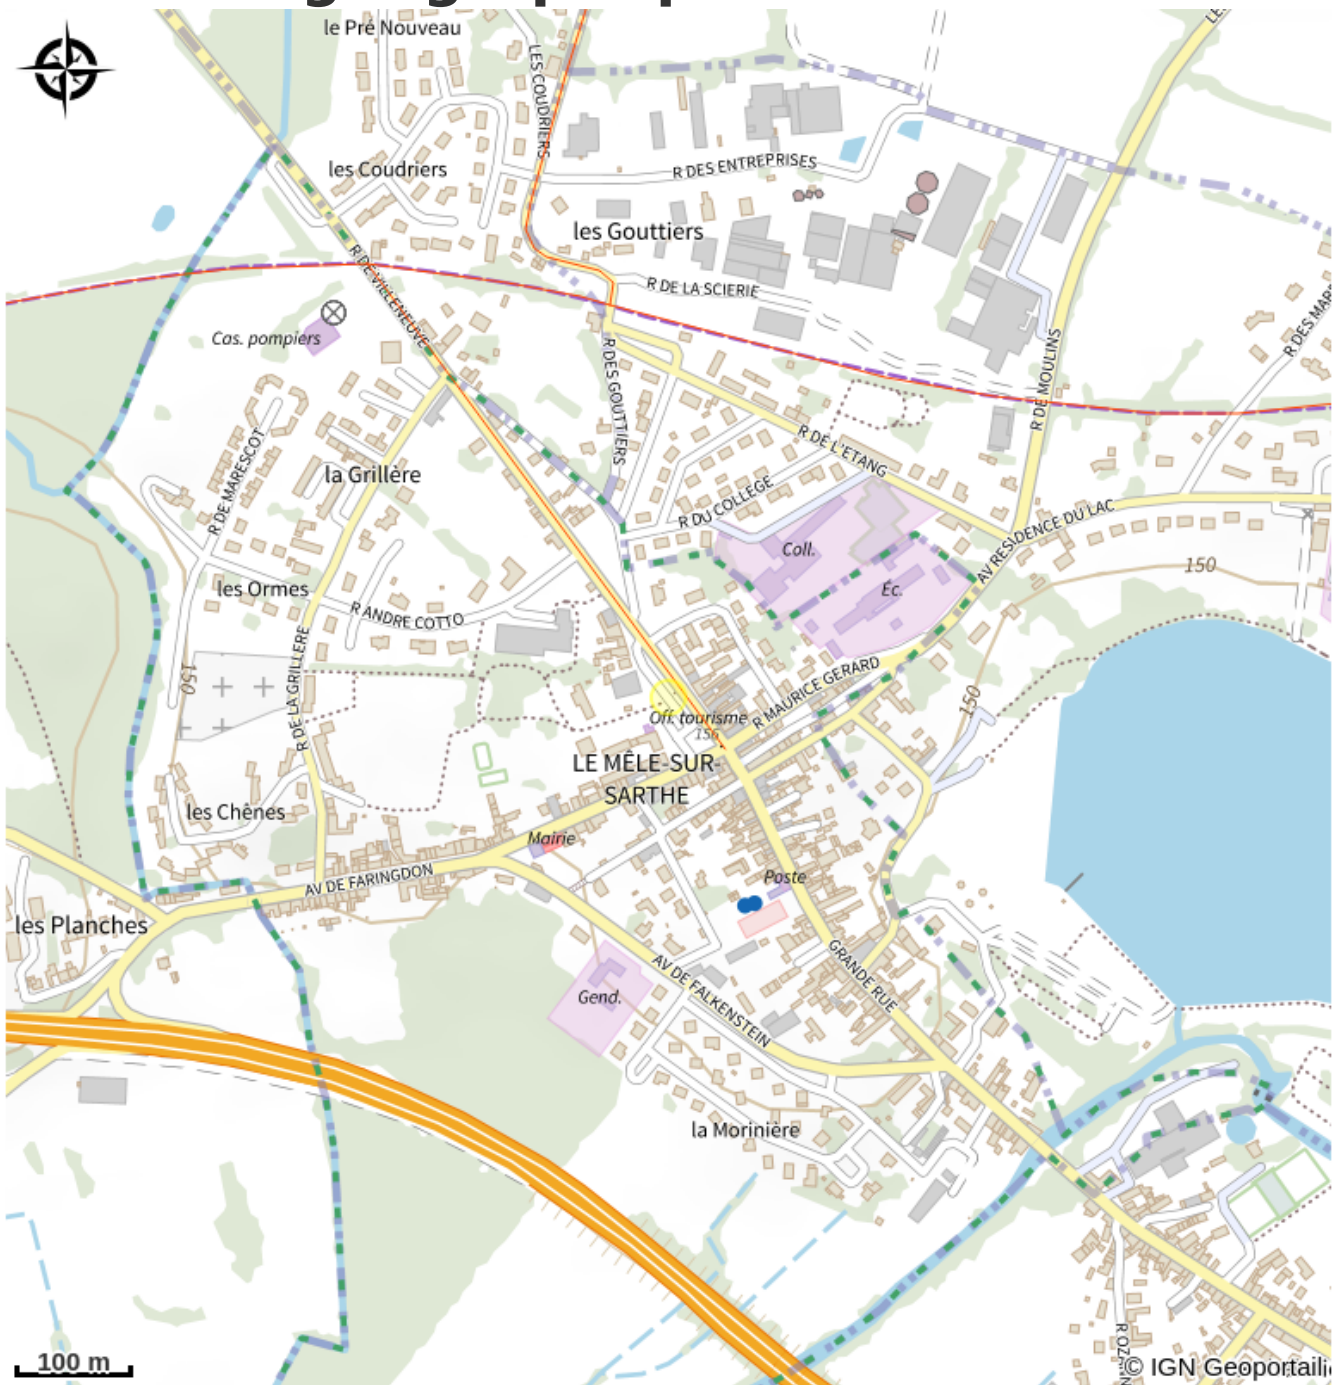 le Pré Nouveau
LES COUDRIERS
les Coudriers
R DES ENTREPRISES
les Gouttiers
R DE VILLENEUVE
R DE LA SCIERIE
Cas. pompiers
R DES GOUTTIERS
R DE MOULINS
R DE L'ETANG
R DE MARESCOT
la Grillère
R DU COLLEGE
AV RESIDENCE DU LAC
Coll.
150
les Ormes
Éc.
R ANDRE COTTO
R DE LA GRILLERE
150
R MAURICE GERARD
150
Off. tourisme
LE MÊLE-SUR-
SARTHE
les Chênes
Mairie
AV DE FARINGDON
Poste
les Planches
GRANDE RUE
AV DE FALKENSTEIN
Gend.
la Morinière
100 m
© IGN Geoportail